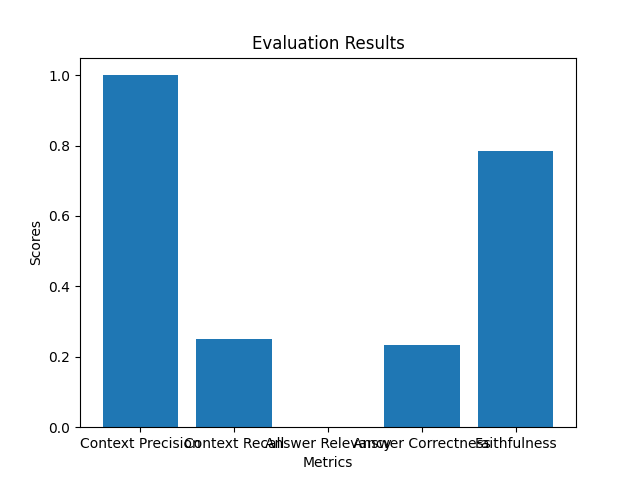 Evaluation Results
1.0
0.8
0.6
0.4
0.2
0.0
Scores
Context Precision Context Recall Answer Relevancy Answer Correctness Faithfulness
Metrics